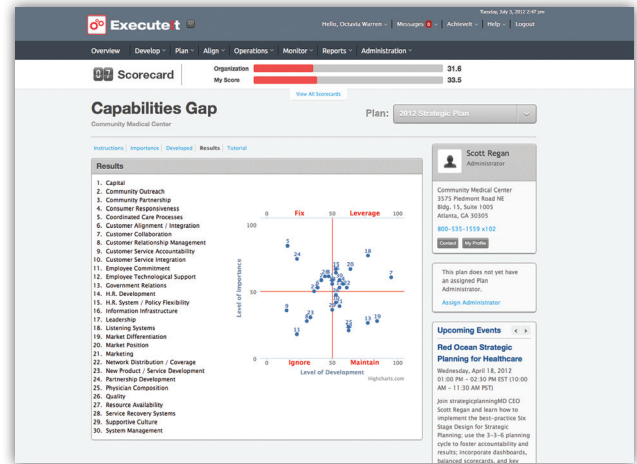 Tuesday, July 3, 2012 2:47 pm
Execute it
Hello, Octavia Warren Messages 6 AchieveIt Help Logout
Overview Develop Plan Align Operations Monitor Reports Administration
07 Scorecard
Organization 31.6
My Score 33.5
View All Scorecards
Capabilities Gap
Community Medical Center
Plan: 2012 Strategic Plan
Instructions Importance Developed Results Tutorial
Results
1. Capital
2. Community Outreach
3. Community Partnership
4. Consumer Responsiveness
5. Coordinated Care Processes
6. Customer Alignment / Integration
7. Customer Collaboration
8. Customer Relationship Management
9. Customer Service Accountability
10. Customer Service Integration
11. Employee Commitment
12. Employee Technological Support
13. Government Relations
14. H.R. Development
15. H.R. System / Policy Flexibility
16. Information Infrastructure
17. Leadership
18. Listening Systems
19. Market Differentiation
20. Market Position
21. Marketing
22. Network Distribution / Coverage
23. New Product / Service Development
24. Partnership Development
25. Physician Composition
26. Quality
27. Resource Availability
28. Service Recovery Systems
29. Supportive Culture
30. System Management
0 Fix 50 Leverage 100
100
5
24
18
20
7
Level of Importance
50
9
23
11
13 28
0
0 Ignore 50 Maintain 100
Level of Development
Highcharts.com
Scott Regan
Administrator
Community Medical Center
3575 Piedmont Road NE
Bldg. 15, Suite 1005
Atlanta, GA 30305
800-535-1559 x102
Contact My Profile
This plan does not yet have
an assigned Plan
Administrator.
Assign Administrator
Upcoming Events
Red Ocean Strategic
Planning for Healthcare
Wednesday, April 18, 2012
01:00 PM - 02:30 PM EST (10:00
AM - 11:30 AM PST)
Join strategicplanningMD CEO
Scott Regan and learn how to
implement the best-practice Six
Stage Design for Strategic
Planning; use the 3-3-6 planning
cycle to foster accountability and
results; incorporate dashboards,
balanced scorecards, and key